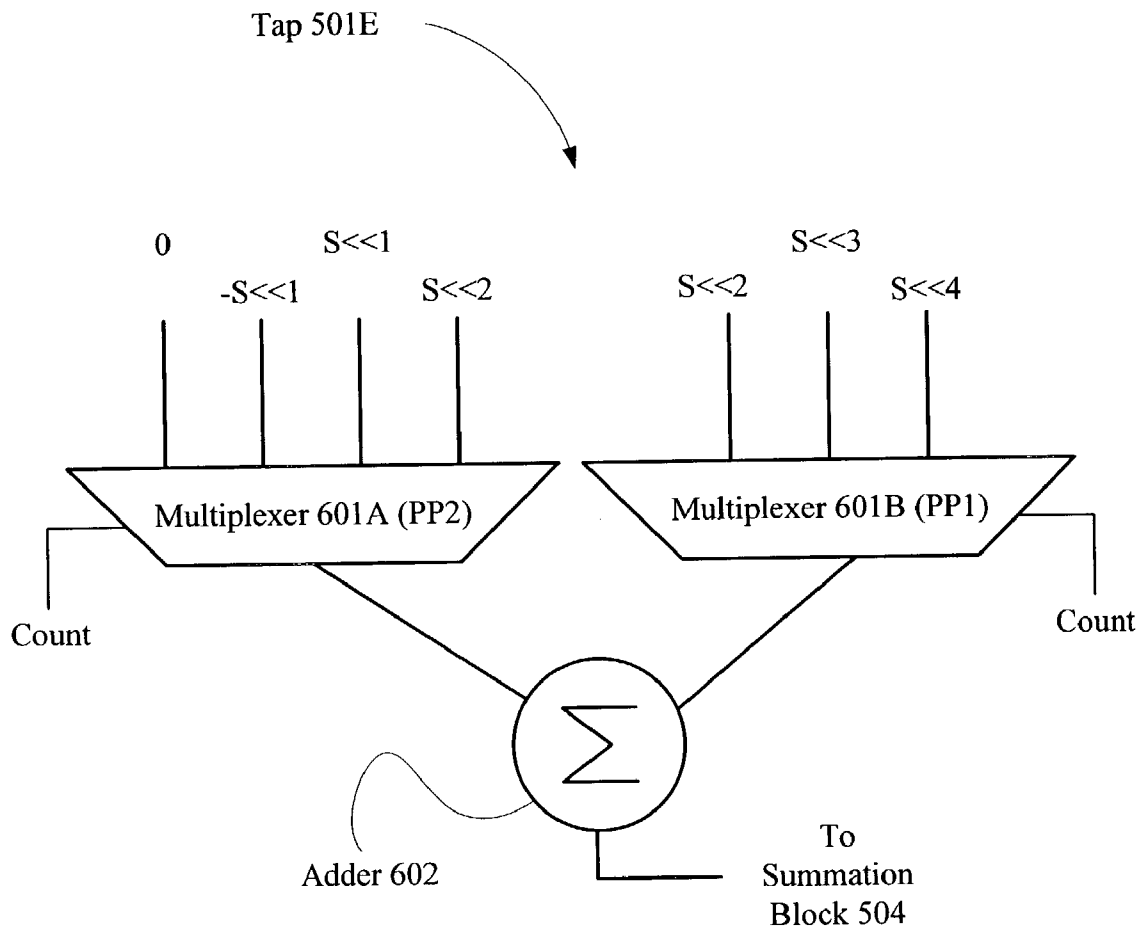 Tap 501E
0
-S<<1
S<<1
S<<2
S<<2
S<<3
S<<4
Multiplexer 601A (PP2)
Multiplexer 601B (PP1)
Count
Count
Σ
Adder 602
To
Summation
Block 504